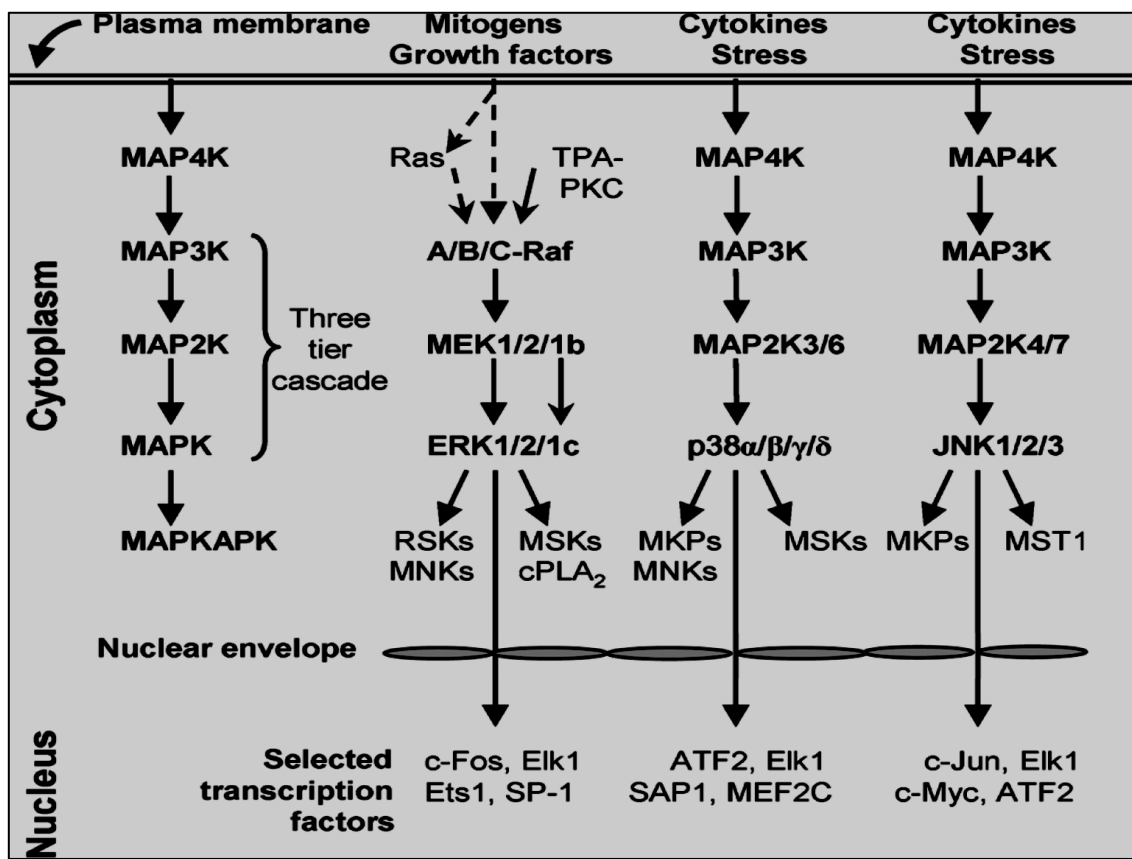 Plasma membrane
Mitogens
Growth factors
Cytokines
Stress
Cytokines
Stress
Cytoplasm
MAP4K
Ras
TPA-
PKC
MAP4K
MAP4K
MAP3K
A/B/C-Raf
MAP3K
MAP3K
Three
tier
cascade
MAP2K
MEK1/2/1b
MAP2K3/6
MAP2K4/7
MAPK
ERK1/2/1c
p38α/β/γ/δ
JNK1/2/3
MAPKAPK
RSKs
MNKs
MSKs
cPLA₂
MKPs
MNKs
MSKs
MKPs
MST1
Nuclear envelope
Nucleus
Selected
transcription
factors
c-Fos, Elk1
Ets1, SP-1
ATF2, Elk1
SAP1, MEF2C
c-Jun, Elk1
c-Myc, ATF2